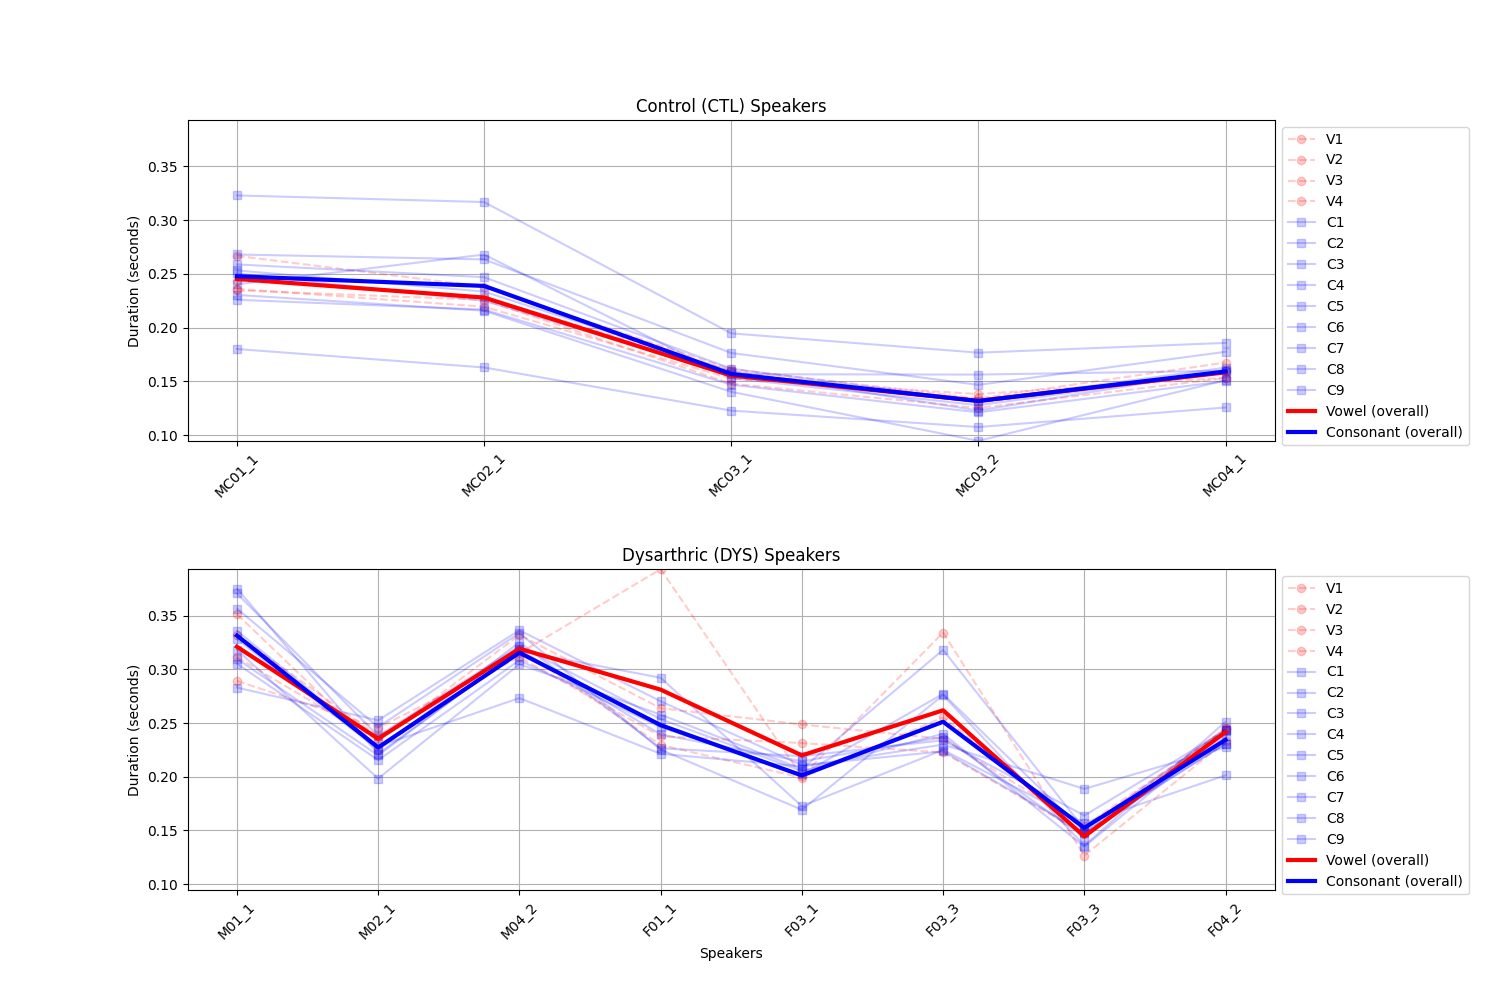 Control (CTL) Speakers
Duration (seconds)
0.35
0.30
0.25
0.20
0.15
0.10
MC01_1
MC02_1
MC03_1
MC03_2
MC04_1
V1
V2
V3
V4
C1
C2
C3
C4
C5
C6
C7
C8
C9
Vowel (overall)
Consonant (overall)
Dysarthric (DYS) Speakers
Duration (seconds)
0.35
0.30
0.25
0.20
0.15
0.10
M01_1
M02_1
M04_2
F01_1
F03_1
F03_3
F03_3
F04_2
Speakers
V1
V2
V3
V4
C1
C2
C3
C4
C5
C6
C7
C8
C9
Vowel (overall)
Consonant (overall)